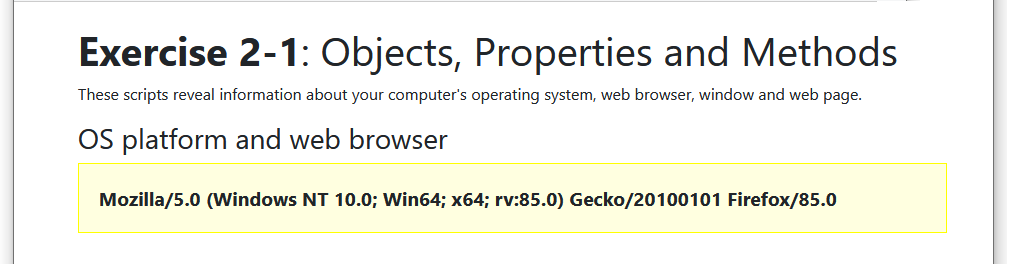 Exercise 2-1: Objects, Properties and Methods
These scripts reveal information about your computer's operating system, web browser, window and web page.
OS platform and web browser
Mozilla/5.0 (Windows NT 10.0; Win64; x64; rv:85.0) Gecko/20100101 Firefox/85.0